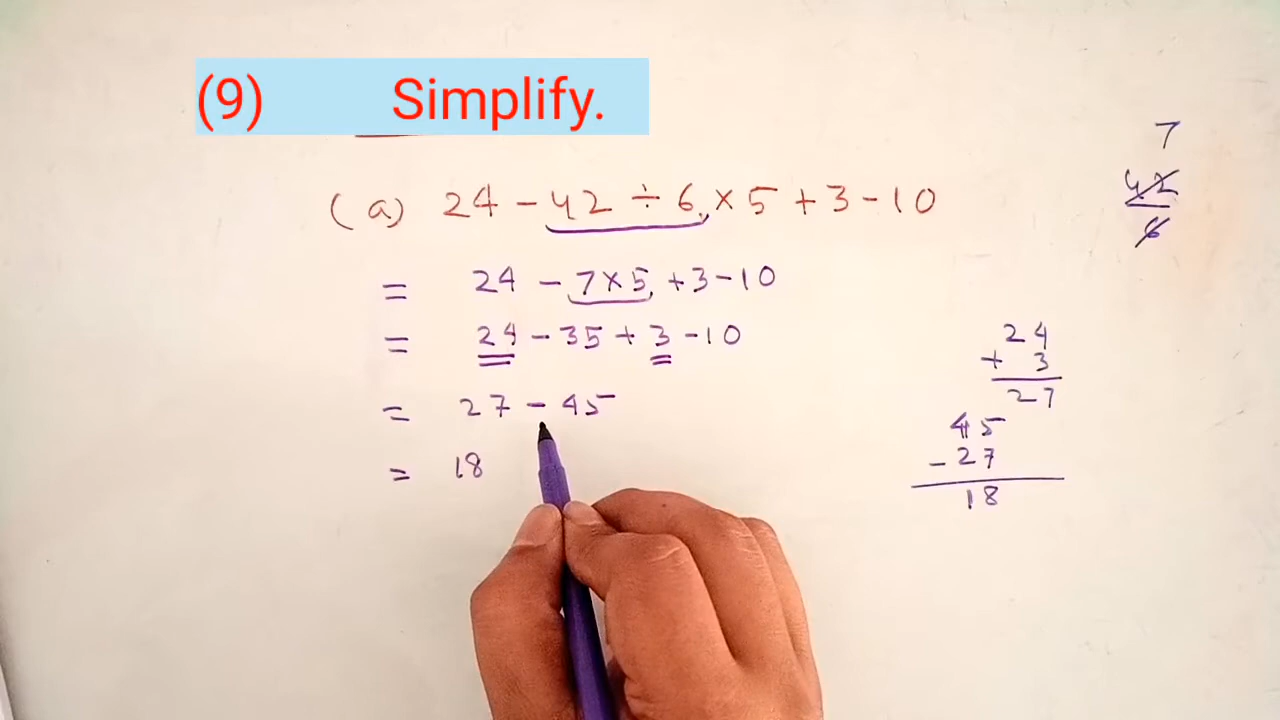 (9) Simplify.
(a) 24 - 42 ÷ 6 × 5 + 3 - 10
= 24 - 7 × 5 + 3 - 10
= 24 - 35 + 3 - 10
= 27 - 45
= 18
7
42
6
24
+ 3
27
45
- 27
18